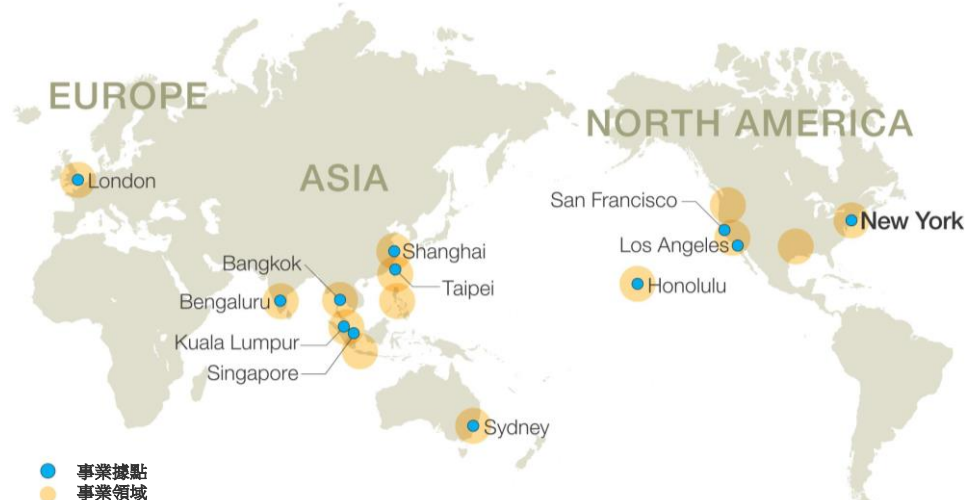 EUROPE
NORTH AMERICA
London
ASIA
San Francisco
New York
Los Angeles
Shanghai
Bangkok
Taipei
Honolulu
Bengaluru
Kuala Lumpur
Singapore
Sydney
事業據點
事業領域